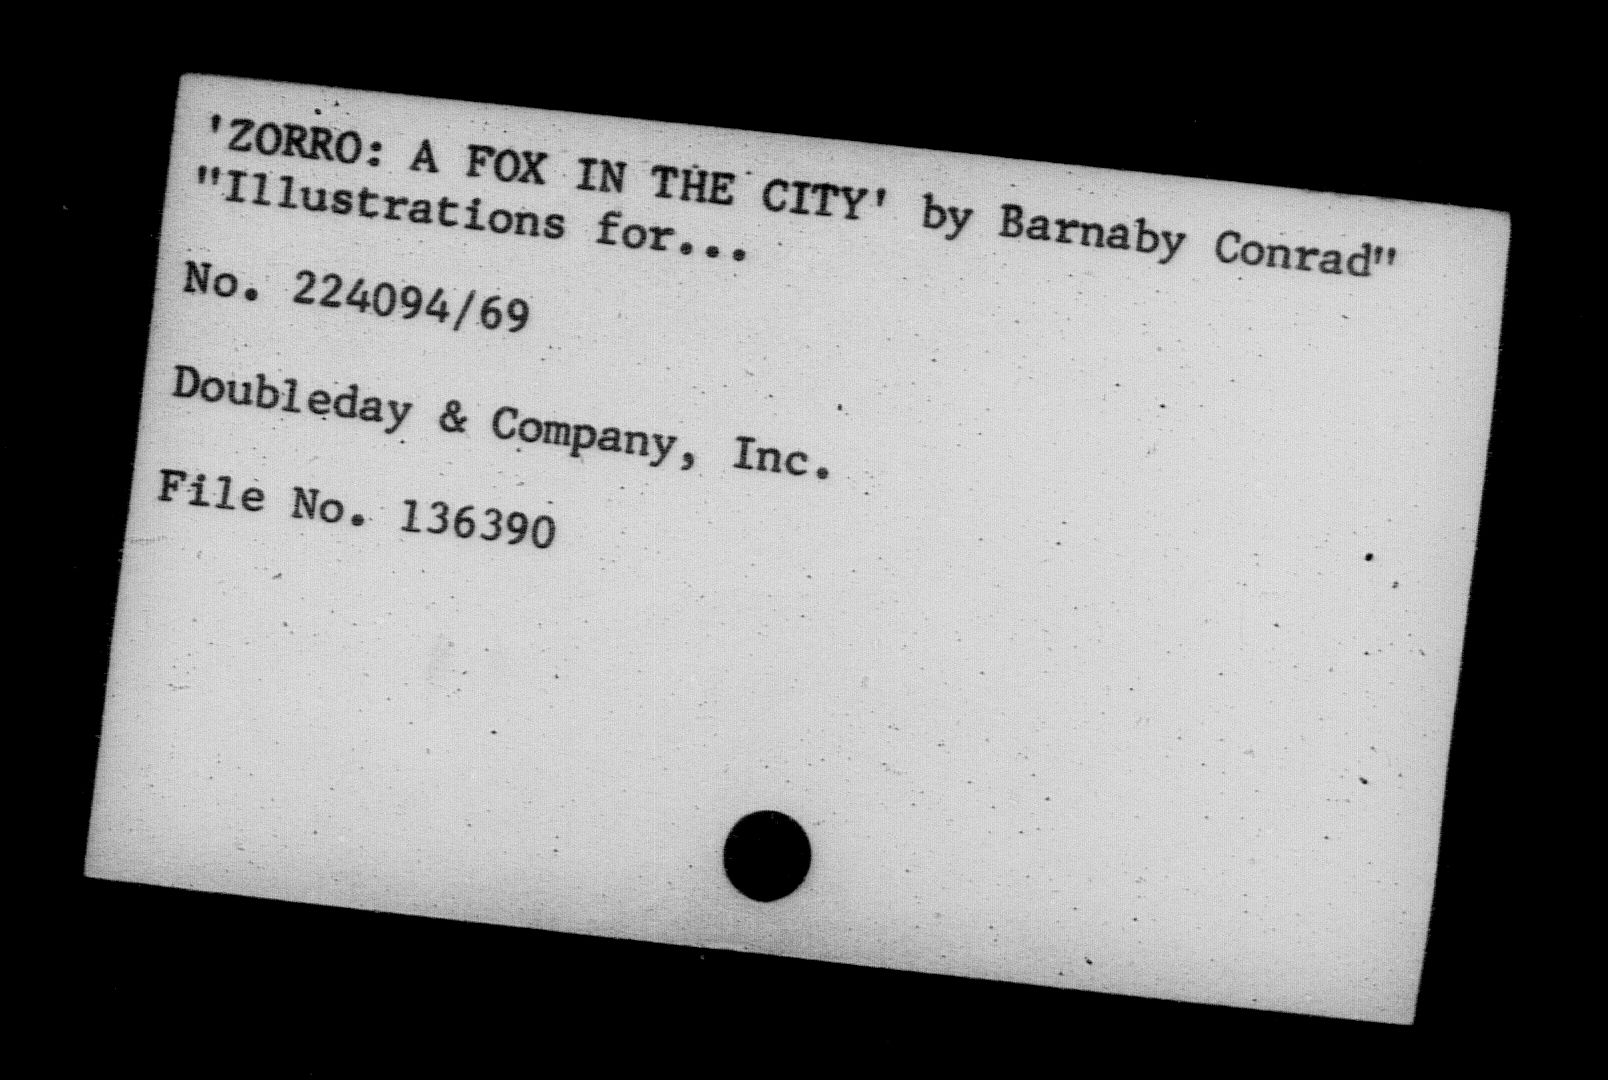 'ZORRO: A FOX IN THE CITY' by Barnaby Conrad"
"Illustrations for...
No. 224094/69
Doubleday & Company, Inc.
File No. 136390